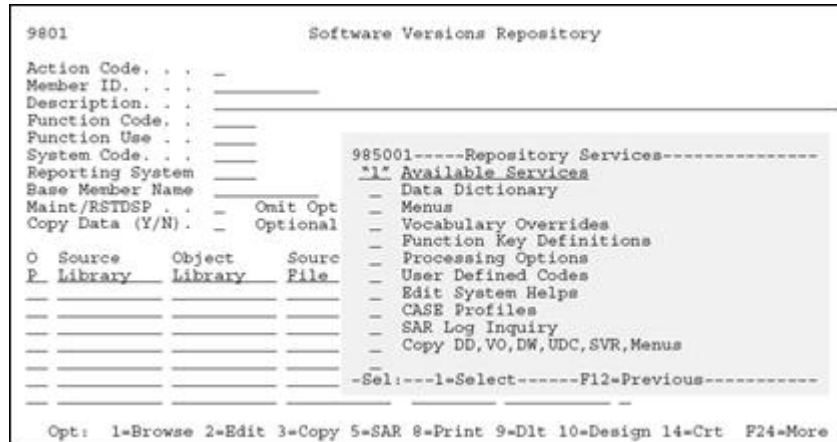 9801 Software Versions Repository
Action Code. . . _
Member ID. . . .
Description. . .
Function Code. .
Function Use . .
System Code. . .
Reporting System
Base Member Name
Maint/RSTDSP . . _ Omit Opt
Copy Data (Y/N). _ Optional
O Source Object Sourc
P Library Library File
985001-----Repository Services---------------
"1" Available Services
_ Data Dictionary
_ Menus
_ Vocabulary Overrides
_ Function Key Definitions
_ Processing Options
_ User Defined Codes
_ Edit System Helps
_ CASE Profiles
_ SAR Log Inquiry
_ Copy DD,VO,DW,UDC,SVR,Menus
-Sel:---1=Select------F12=Previous-----------
Opt: 1=Browse 2=Edit 3=Copy 5=SAR 8=Print 9=Dlt 10=Design 14=Crt F24=More